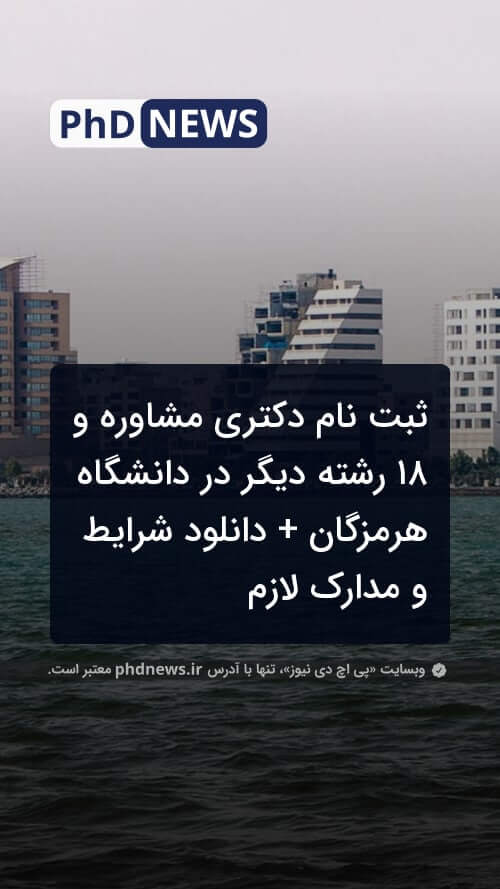 PhD NEWS
ثبت نام دکتری مشاوره و
۱۸ رشته دیگر در دانشگاه
هرمزگان + دانلود شرایط
و مدارک لازم
وبسایت «پی اچ دی نیوز»، تنها با آدرس phdnews.ir معتبر است.